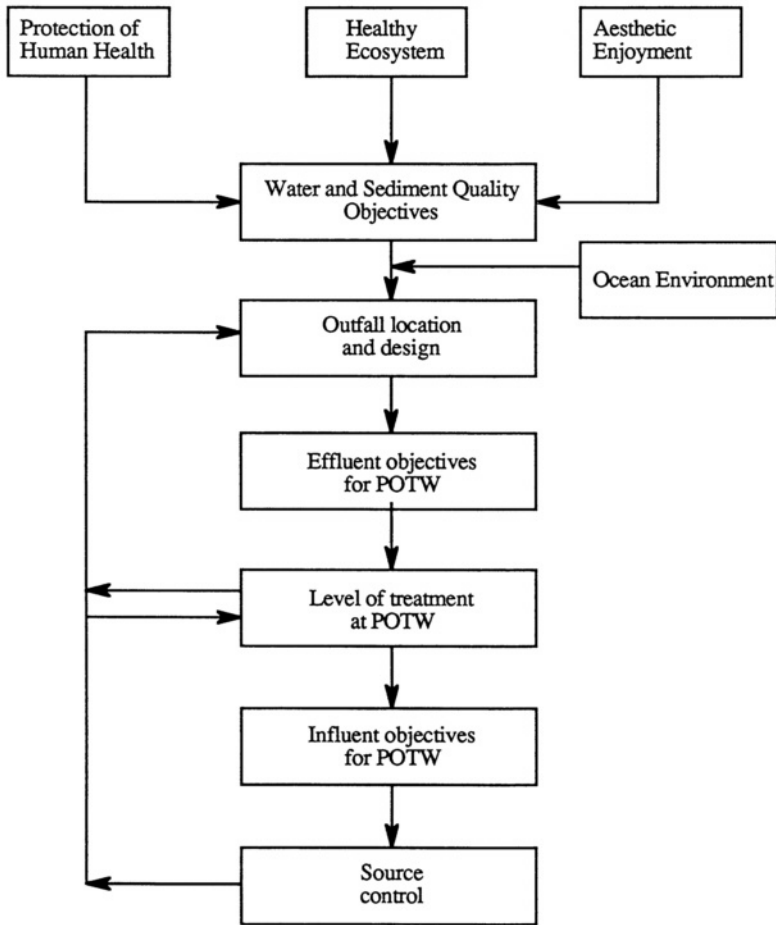 Protection of
Human Health
Healthy
Ecosystem
Aesthetic
Enjoyment
Water and Sediment Quality
Objectives
Ocean Environment
Outfall location
and design
Effluent objectives
for POTW
Level of treatment
at POTW
Influent objectives
for POTW
Source
control